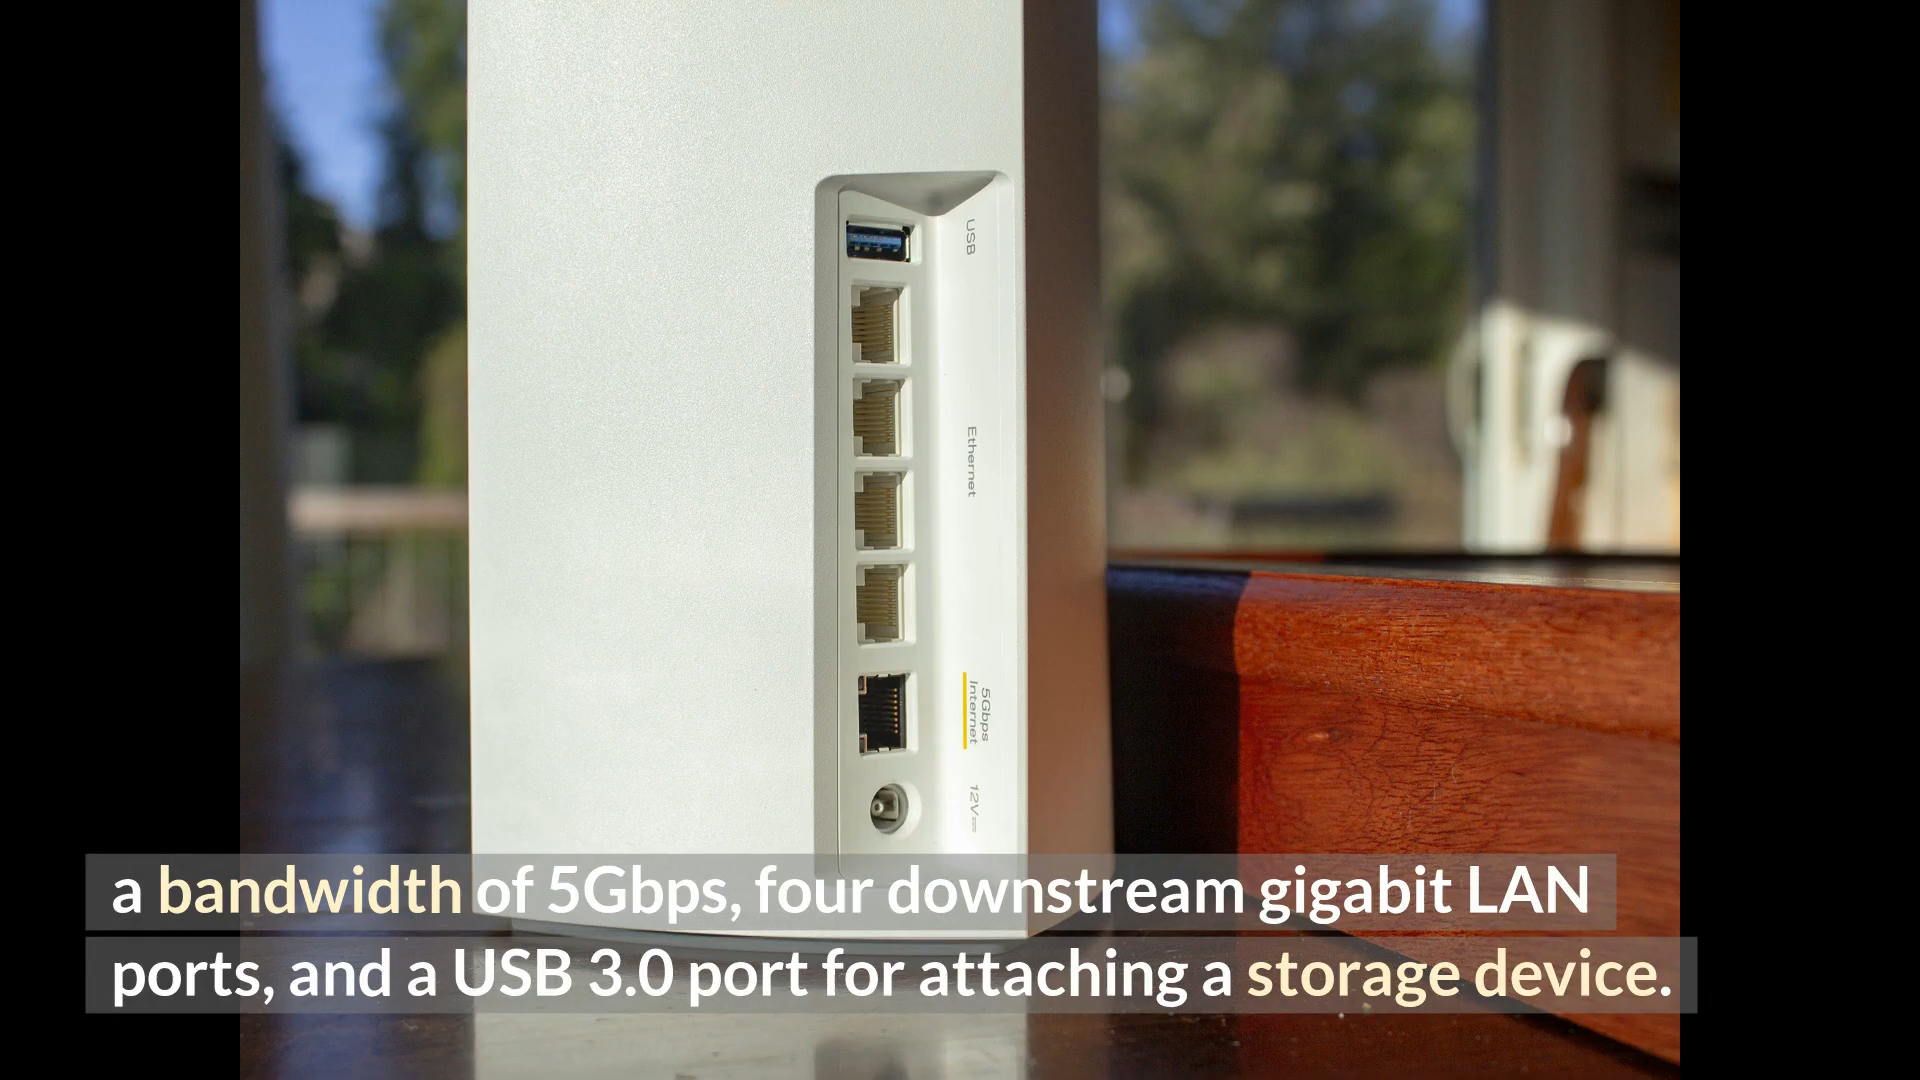 USB
Ethernet
5Gbps
Internet
12V⎓
a bandwidth of 5Gbps, four downstream gigabit LAN
ports, and a USB 3.0 port for attaching a storage device.